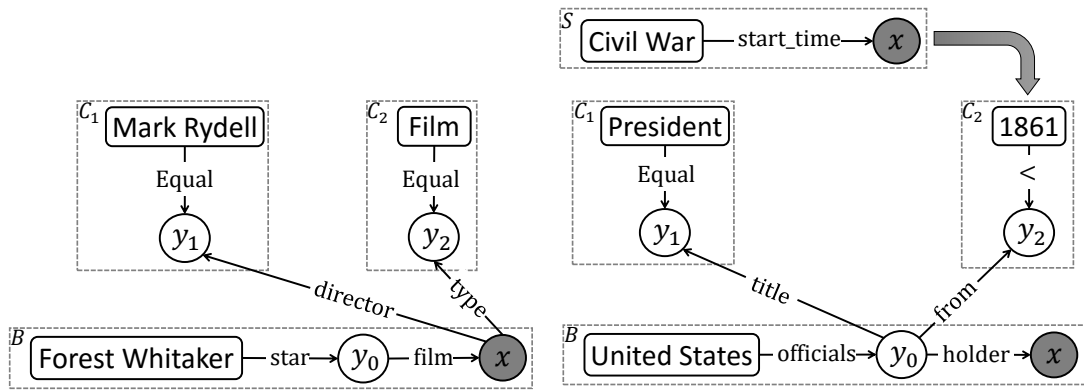 S
Civil War start_time x
C1
Mark Rydell
C2
Film
C1
President
C2
1861
Equal
Equal
Equal
<
y1
y2
y1
y2
director
type
title
from
B
Forest Whitaker star y0 film x
B
United States officials y0 holder x